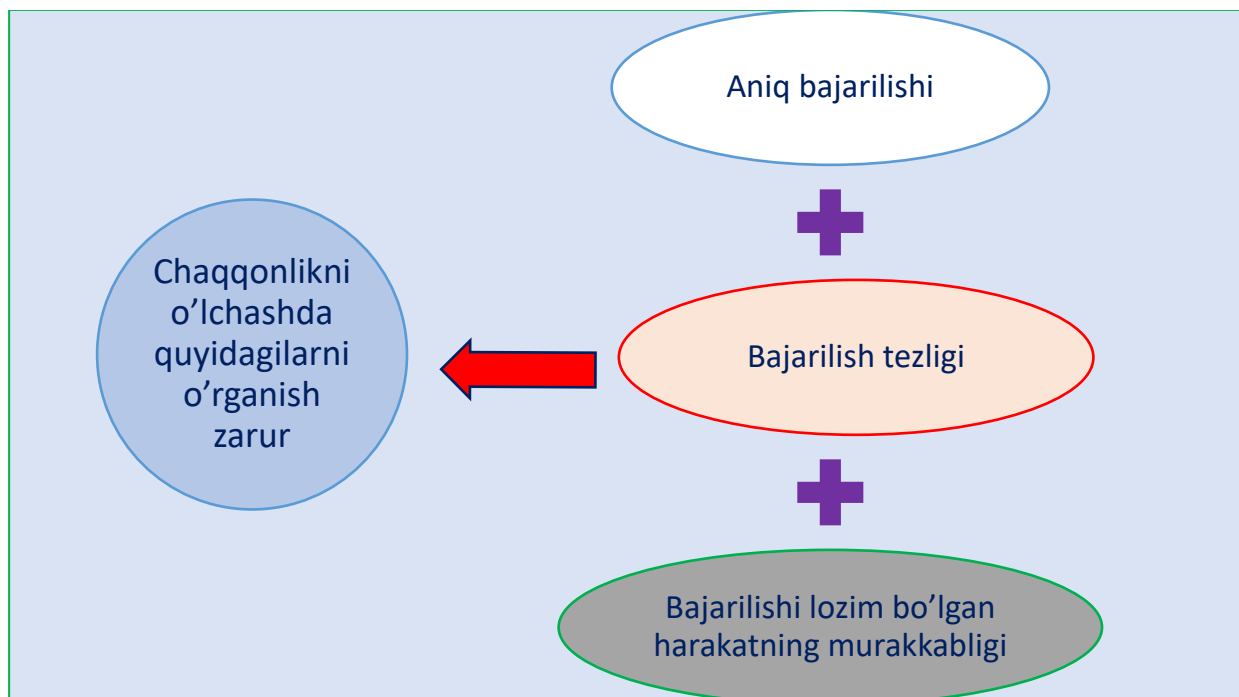 Aniq bajarilishi
Chaqqonlikni
o’lchashda
quyidagilarni
o’rganish
zarur
Bajarilish tezligi
Bajarilishi lozim bo’lgan
harakatning murakkabligi